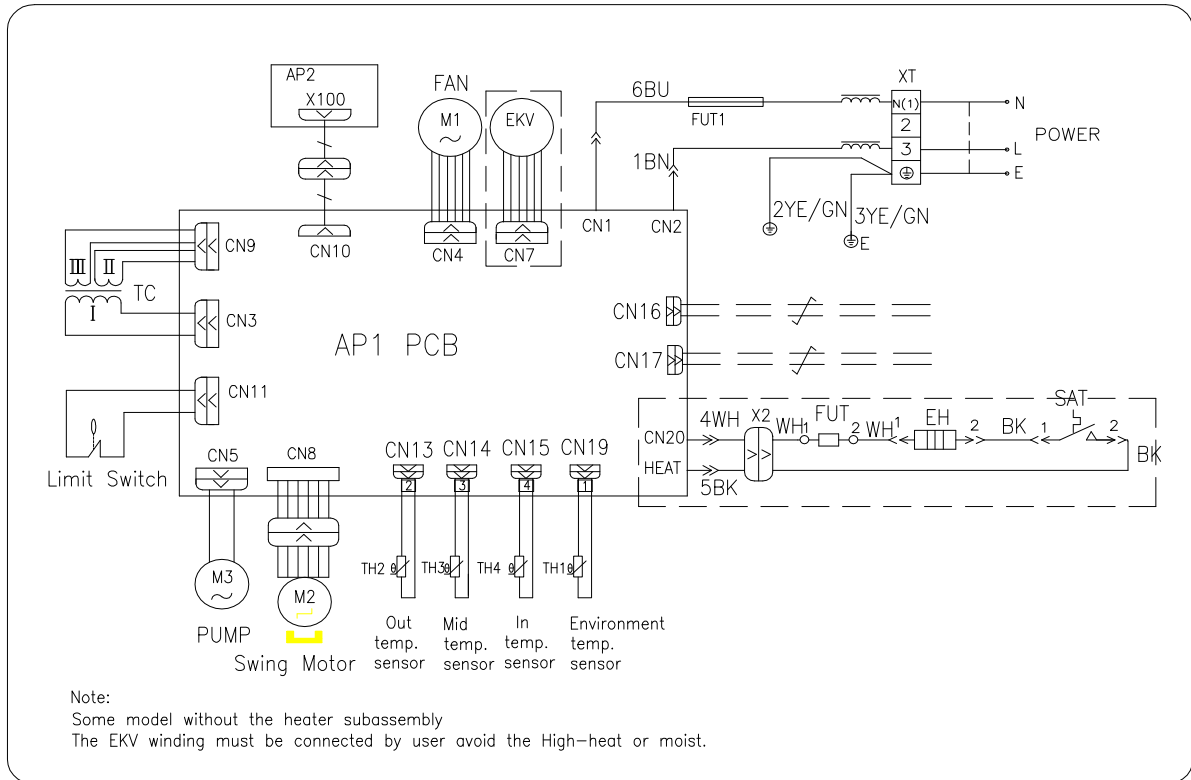 AP2
X100
CN10
FAN
M1
CN4
EKV
CN7
6BU
FUT1
1BN
CN1
CN2
XT
N(1)
2
3
N
L
E
POWER
2YE/GN
3YE/GN
E
CN9
III
II
I
TC
CN3
CN11
Limit Switch
AP1 PCB
CN16
CN17
CN20
HEAT
4WH
5BK
X2
WH
1
FUT
2
WH
1
EH
2
BK
1
SAT
2
BK
CN5
M3
PUMP
CN8
M2
Swing Motor
CN13
2
TH2
θ
Out
temp.
sensor
CN14
3
TH3
θ
Mid
temp.
sensor
CN15
4
TH4
θ
In
temp.
sensor
CN19
1
TH1
θ
Environment
temp.
sensor
Note:
Some model without the heater subassembly
The EKV winding must be connected by user avoid the High-heat or moist.